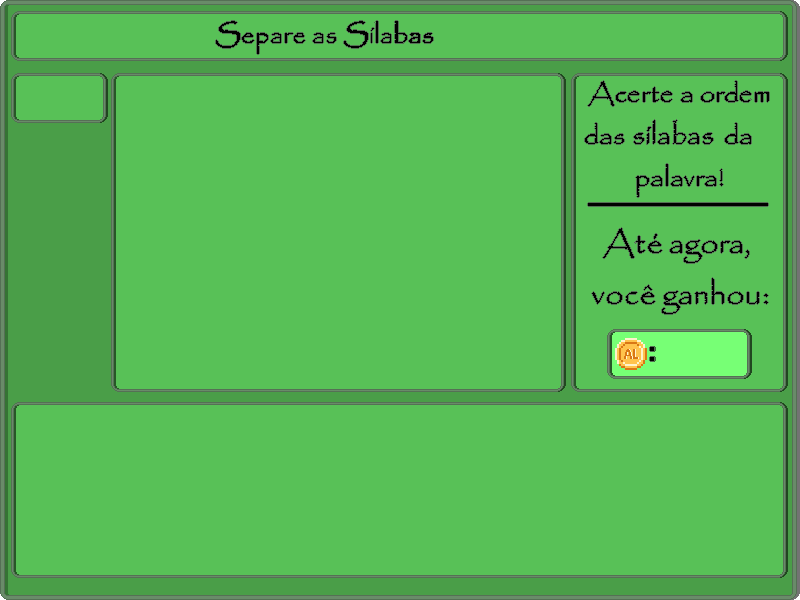 Separe as Sílabas
Acerte a ordem
das sílabas da
palavra!
Até agora,
você ganhou:
AL: